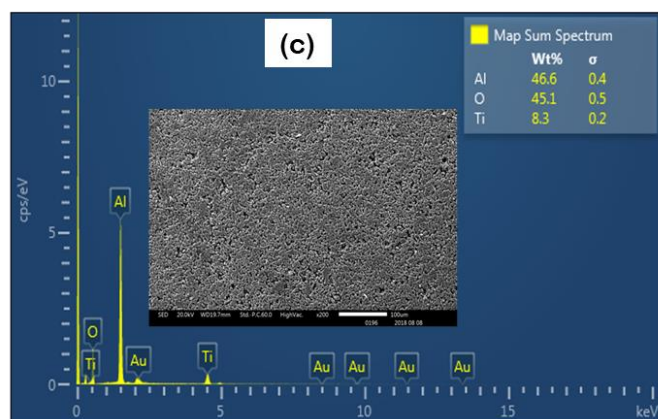 (c)
Map Sum Spectrum
Wt% σ
Al 46.6 0.4
O 45.1 0.5
Ti 8.3 0.2
10
cps/eV
Al
5
O
Ti Au Ti Au Au Au Au
0
0 5 10 15 keV
SED 20.0kV WD19.7mm Std.-P.C.60.0 HighVac. x200 100μm
0196 2018 08 08